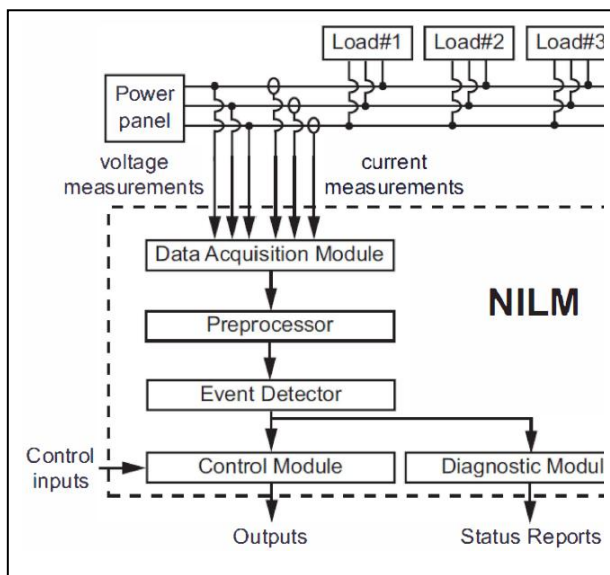 Load#1 Load#2 Load#3
Power
panel
voltage
measurements
current
measurements
Data Acquisition Module
NILM
Preprocessor
Event Detector
Control
inputs
Control Module
Diagnostic Modul
Outputs
Status Reports